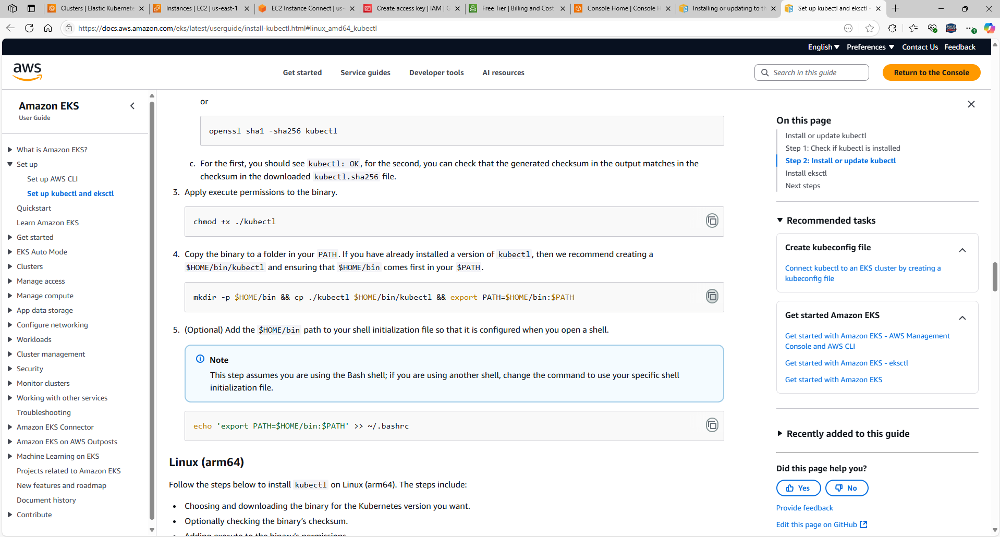 Clusters | Elastic Kubernete
Instances | EC2 | us-east-1
EC2 Instance Connect | us-
Create access key | IAM | G
Free Tier | Billing and Cost
Console Home | Console H
Installing or updating to th
Set up kubectl and eksctl -
https://docs.aws.amazon.com/eks/latest/userguide/install-kubectl.html#linux_amd64_kubectl
English Preferences Contact Us Feedback
aws
Get started Service guides Developer tools AI resources
Search in this guide
Return to the Console
Amazon EKS
User Guide
What is Amazon EKS?
Set up
Set up AWS CLI
Set up kubectl and eksctl
Quickstart
Learn Amazon EKS
Get started
EKS Auto Mode
Clusters
Manage access
Manage compute
App data storage
Configure networking
Workloads
Cluster management
Security
Monitor clusters
Working with other services
Troubleshooting
Amazon EKS Connector
Amazon EKS on AWS Outposts
Machine Learning on EKS
Projects related to Amazon EKS
New features and roadmap
Document history
Contribute
or
openssl sha1 -sha256 kubectl
c. For the first, you should see kubectl: OK, for the second, you can check that the generated checksum in the output matches in the
checksum in the downloaded kubectl.sha256 file.
3. Apply execute permissions to the binary.
chmod +x ./kubectl
4. Copy the binary to a folder in your PATH. If you have already installed a version of kubectl, then we recommend creating a
$HOME/bin/kubectl and ensuring that $HOME/bin comes first in your $PATH.
mkdir -p $HOME/bin && cp ./kubectl $HOME/bin/kubectl && export PATH=$HOME/bin:$PATH
5. (Optional) Add the $HOME/bin path to your shell initialization file so that it is configured when you open a shell.
Note
This step assumes you are using the Bash shell; if you are using another shell, change the command to use your specific shell
initialization file.
echo 'export PATH=$HOME/bin:$PATH' >> ~/.bashrc
Linux (arm64)
Follow the steps below to install kubectl on Linux (arm64). The steps include:
• Choosing and downloading the binary for the Kubernetes version you want.
• Optionally checking the binary’s checksum.
• Adding execute to the binary’s permissions.
On this page
Install or update kubectl
Step 1: Check if kubectl is installed
Step 2: Install or update kubectl
Install eksctl
Next steps
Recommended tasks
Create kubeconfig file
Connect kubectl to an EKS cluster by creating a
kubeconfig file
Get started Amazon EKS
Get started with Amazon EKS - AWS Management
Console and AWS CLI
Get started with Amazon EKS - eksctl
Get started with Amazon EKS
Recently added to this guide
Did this page help you?
Yes No
Provide feedback
Edit this page on GitHub